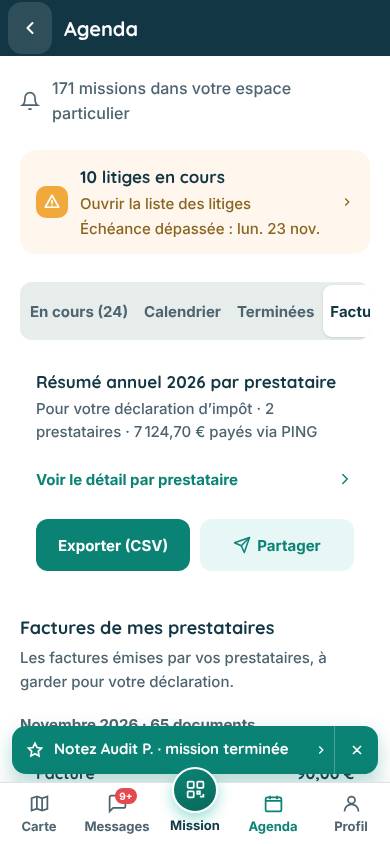 Agenda
171 missions dans votre espace
particulier
10 litiges en cours
Ouvrir la liste des litiges
Échéance dépassée : lun. 23 nov.
En cours (24) Calendrier Terminées Factu
Résumé annuel 2026 par prestataire
Pour votre déclaration d’impôt · 2
prestataires · 7 124,70 € payés via PING
Voir le détail par prestataire
Exporter (CSV) Partager
Factures de mes prestataires
Les factures émises par vos prestataires, à
garder pour votre déclaration.
Novembre 2026 · 65 documents
Notez Audit P. · mission terminée
Facture 90,00 €
9+
Carte Messages Mission Agenda Profil